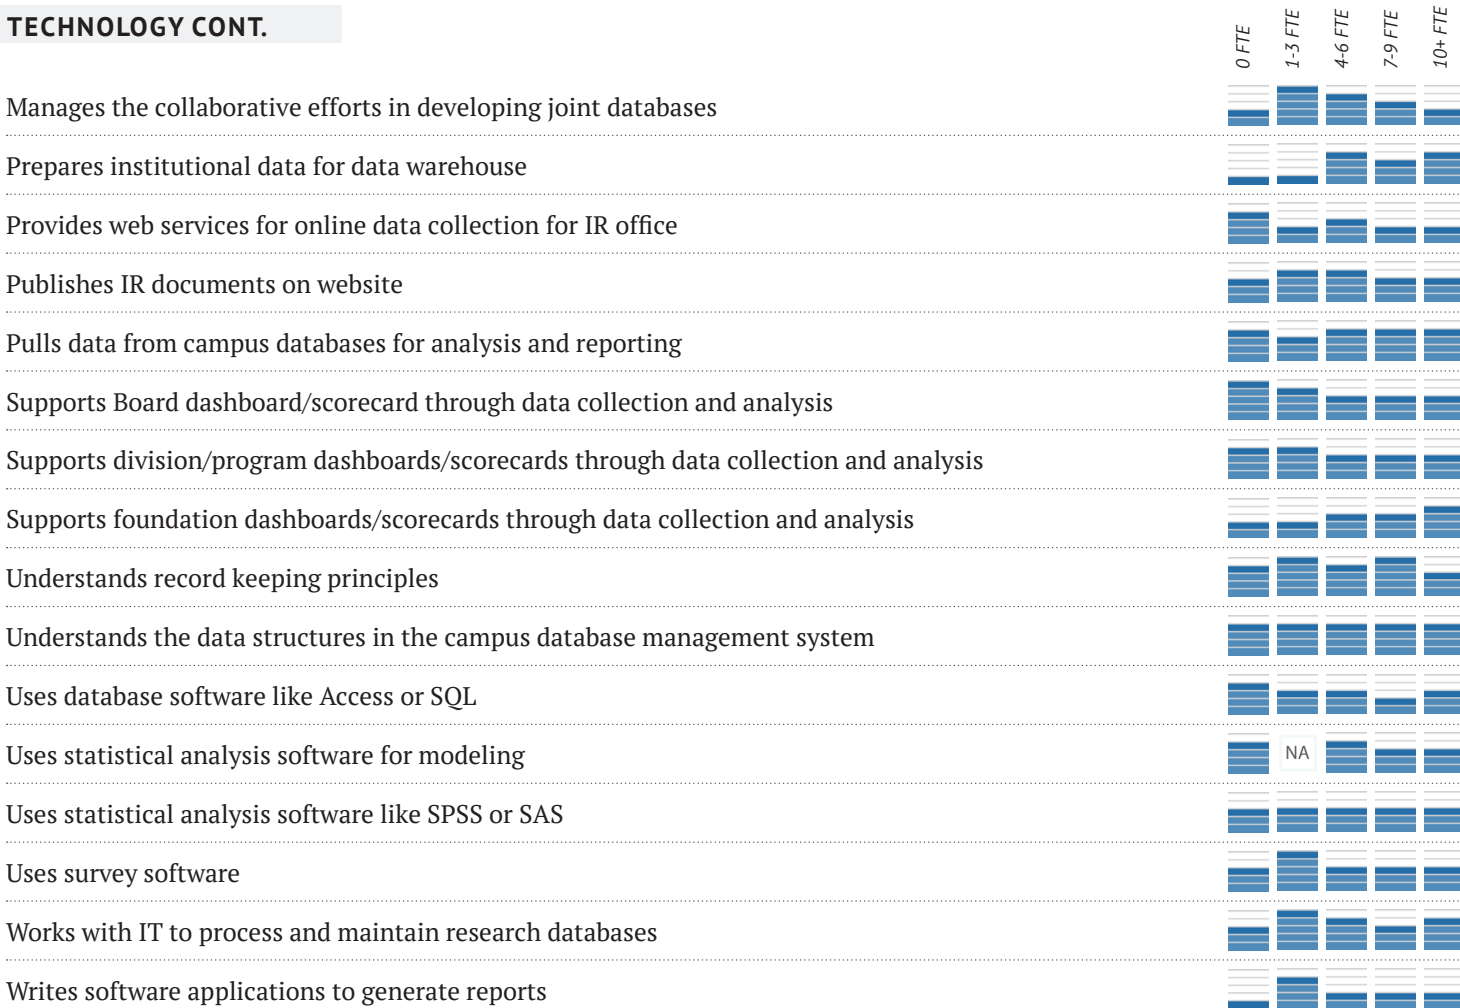 TECHNOLOGY CONT.
0 FTE
1-3 FTE
4-6 FTE
7-9 FTE
10+ FTE
Manages the collaborative efforts in developing joint databases
Prepares institutional data for data warehouse
Provides web services for online data collection for IR office
Publishes IR documents on website
Pulls data from campus databases for analysis and reporting
Supports Board dashboard/scorecard through data collection and analysis
Supports division/program dashboards/scorecards through data collection and analysis
Supports foundation dashboards/scorecards through data collection and analysis
Understands record keeping principles
Understands the data structures in the campus database management system
Uses database software like Access or SQL
Uses statistical analysis software for modeling
NA
Uses statistical analysis software like SPSS or SAS
Uses survey software
Works with IT to process and maintain research databases
Writes software applications to generate reports